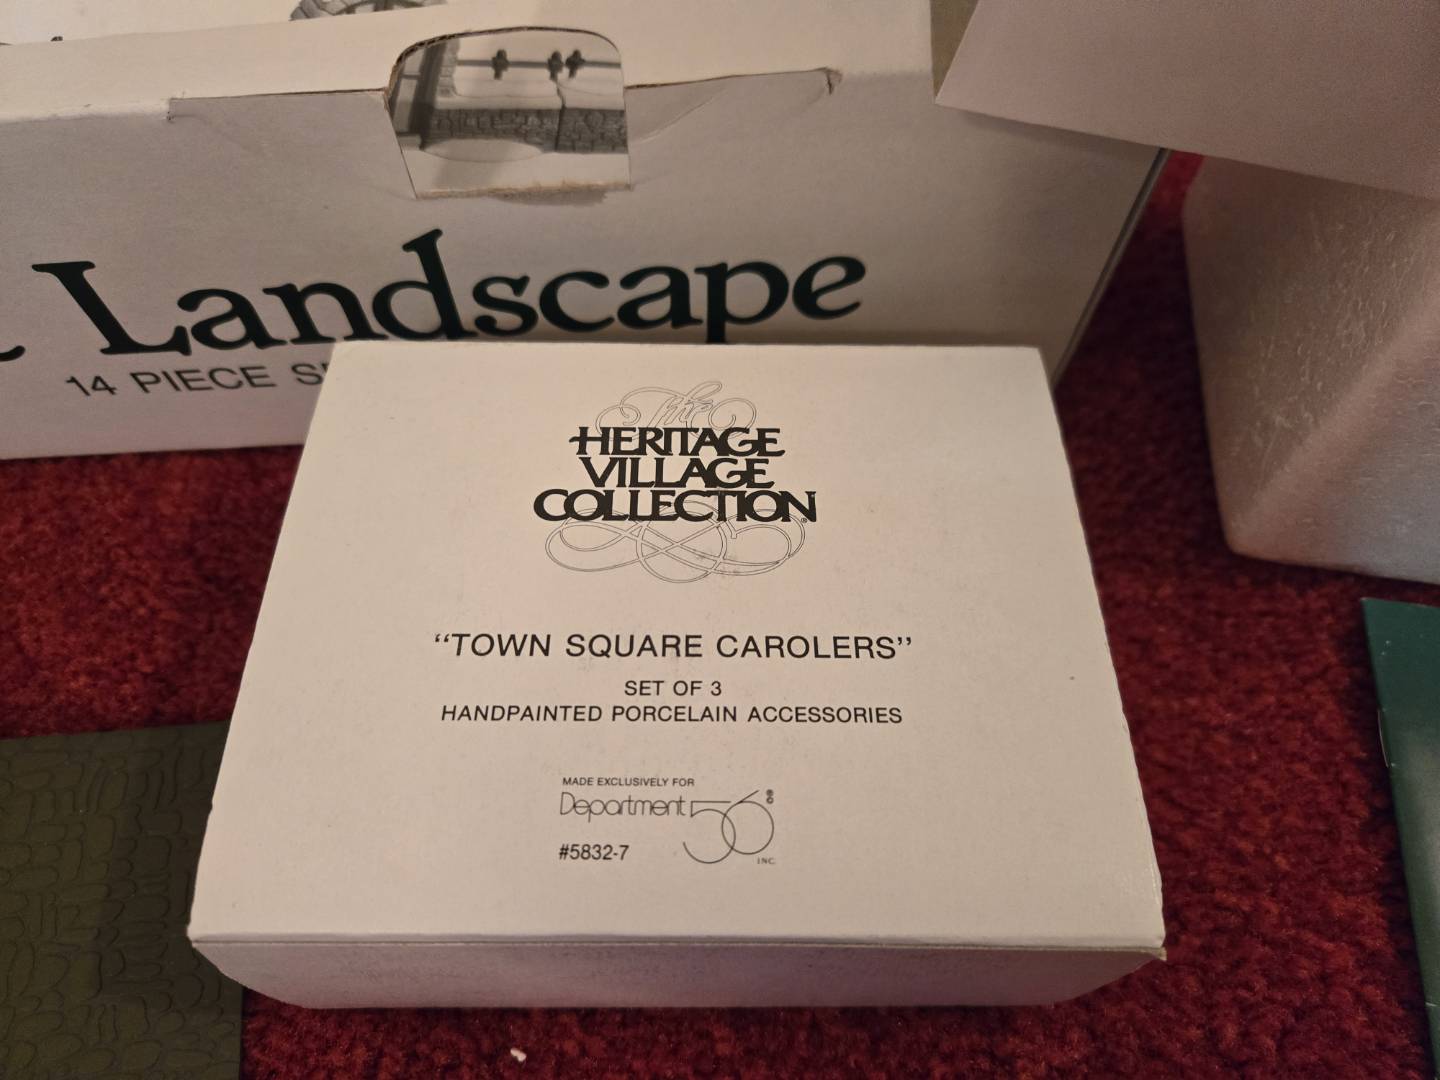 Landscape
14 PIECE
The
HERITAGE
VILLAGE
COLLECTION®
“TOWN SQUARE CAROLERS”
SET OF 3
HANDPAINTED PORCELAIN ACCESSORIES
MADE EXCLUSIVELY FOR
Department 56®
INC.
#5832-7